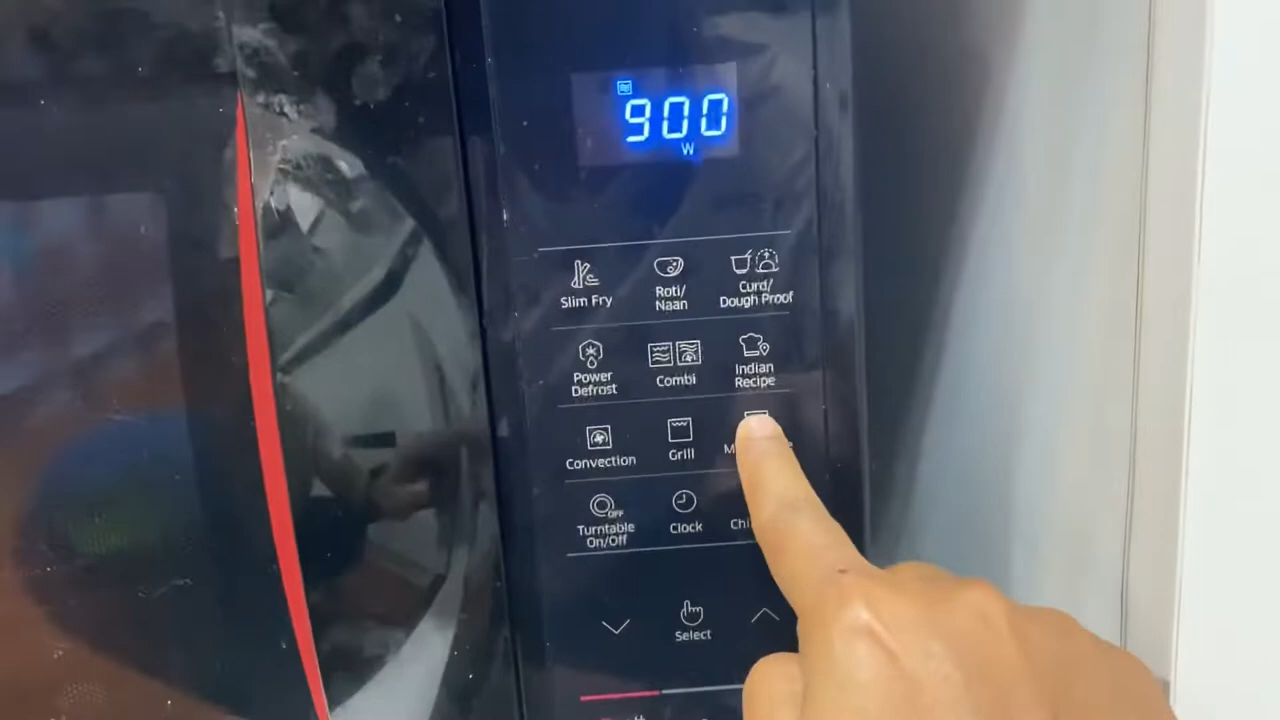 900
W
Slim Fry
Roti/
Naan
Curd/
Dough Proof
Power
Defrost
Combi
Indian
Recipe
Convection
Grill
OFF
Turntable
On/Off
Clock
Select